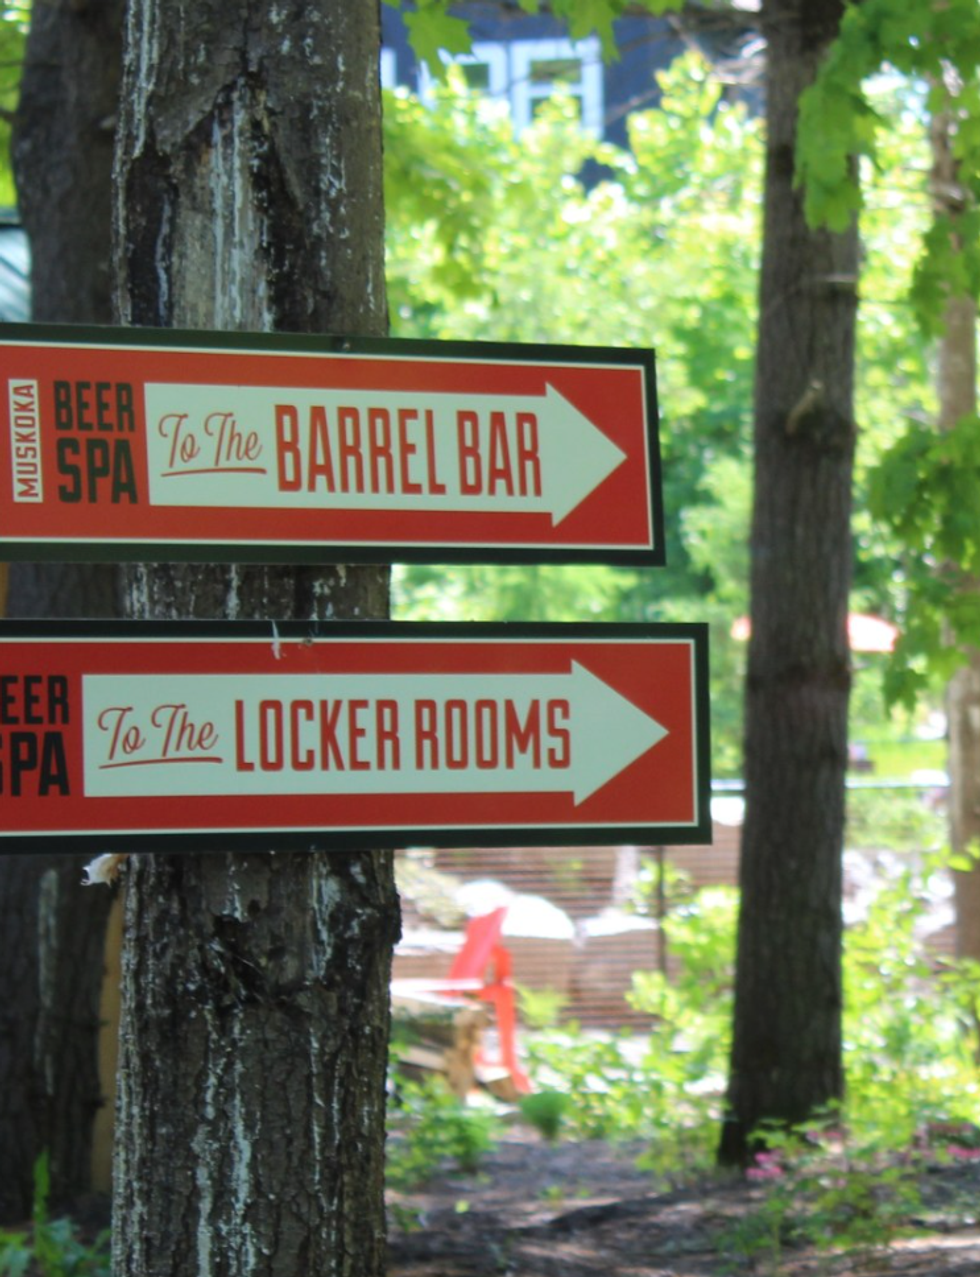 MUSKOKA
BEER
SPA
To The BARREL BAR
EER
SPA
To The LOCKER ROOMS